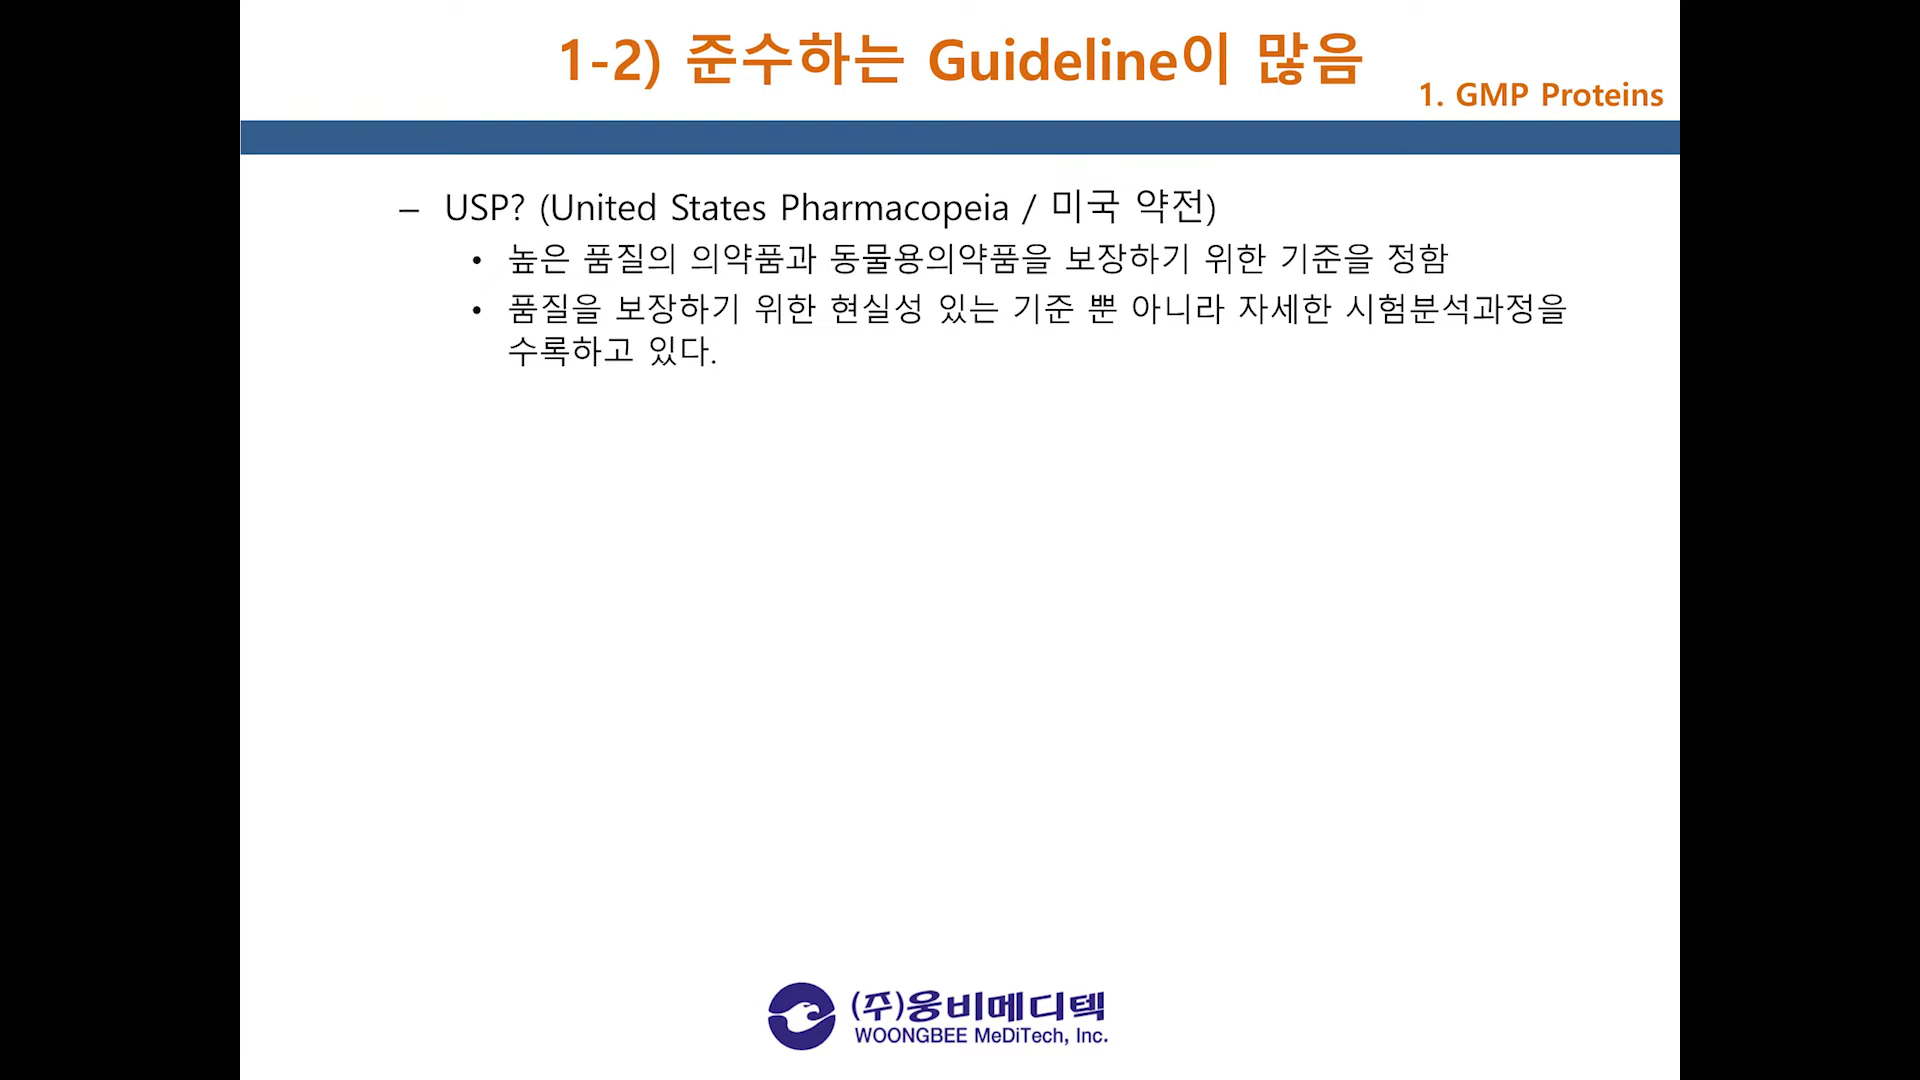 1-2) 준수하는 Guideline이 많음
1. GMP Proteins
– USP? (United States Pharmacopeia / 미국 약전)
• 높은 품질의 의약품과 동물용의약품을 보장하기 위한 기준을 정함
• 품질을 보장하기 위한 현실성 있는 기준 뿐 아니라 자세한 시험분석과정을
수록하고 있다.
(주)웅비메디텍
WOONGBEE MeDiTech, Inc.